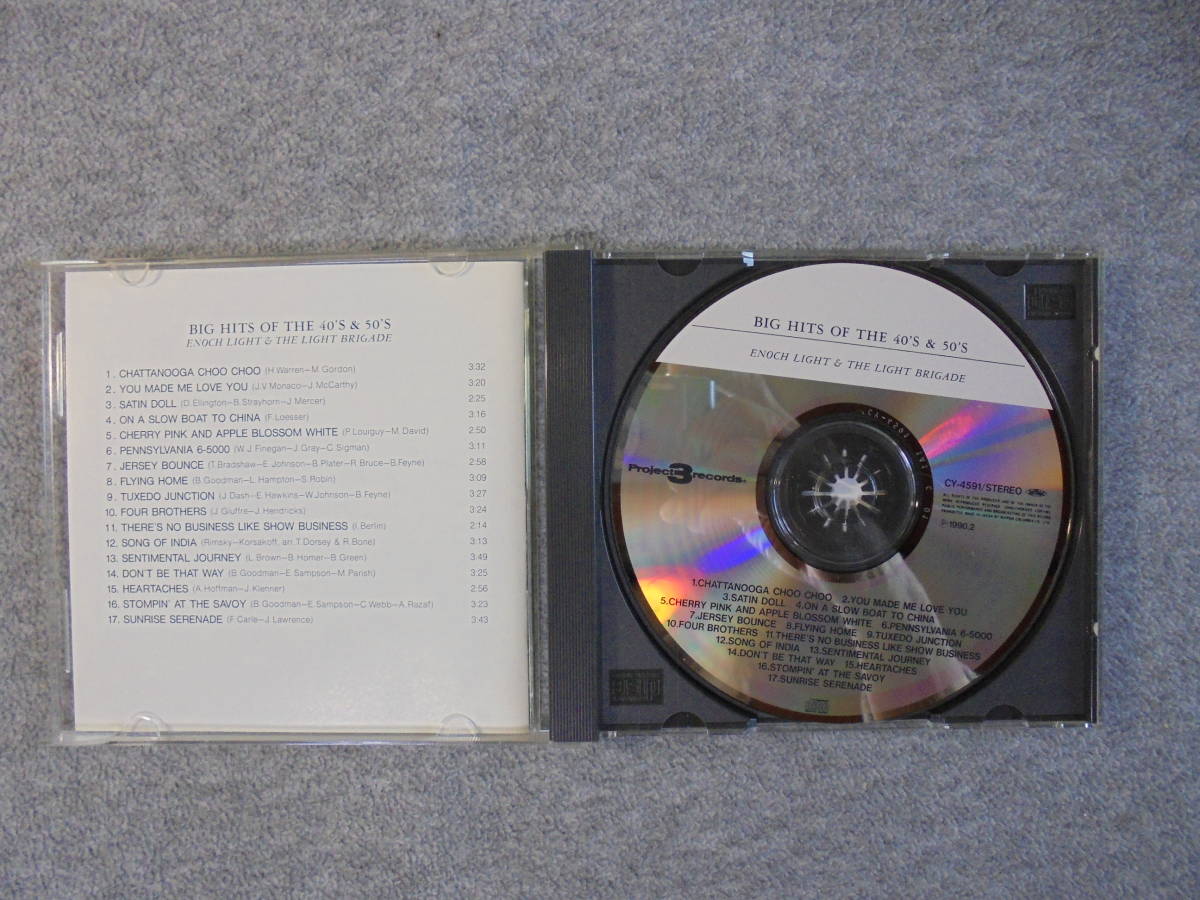 BIG HITS OF THE 40'S & 50'S
ENOCH LIGHT & THE LIGHT BRIGADE
1. CHATTANOOGA CHOO CHOO (H.Warren–M.Gordon) 3:32
2. YOU MADE ME LOVE YOU (J.V.Monaco–J.McCarthy) 3:20
3. SATIN DOLL (D.Ellington–B.Strayhorn–J.Mercer) 2:25
4. ON A SLOW BOAT TO CHINA (F.Loesser) 3:16
5. CHERRY PINK AND APPLE BLOSSOM WHITE (P.Louiguy–M.David) 2:50
6. PENNSYLVANIA 6-5000 (W.J.Finegan–J.Gray–C.Sigman) 3:11
7. JERSEY BOUNCE (T.Bradshaw–E.Johnson–B.Plater–R.Bruce–B.Feyne) 2:58
8. FLYING HOME (B.Goodman–L.Hampton–S.Robin) 3:09
9. TUXEDO JUNCTION (J.Dash–E.Hawkins–W.Johnson–B.Feyne) 3:27
10. FOUR BROTHERS (J.Giuffre–J.Hendricks) 3:24
11. THERE'S NO BUSINESS LIKE SHOW BUSINESS (I.Berlin) 2:14
12. SONG OF INDIA (Rimsky–Korsakoff, arr.T.Dorsey & R.Bone) 3:13
13. SENTIMENTAL JOURNEY (L.Brown–B.Homer–B.Green) 3:49
14. DON'T BE THAT WAY (B.Goodman–E.Sampson–M.Parish) 3:25
15. HEARTACHES (A.Hoffman–J.Klenner) 2:56
16. STOMPIN' AT THE SAVOY (B.Goodman–E.Sampson–C.Webb–A.Razaf) 3:23
17. SUNRISE SERENADE (F.Carle–J.Lawrence) 3:43
BIG HITS OF THE 40'S & 50'S
ENOCH LIGHT & THE LIGHT BRIGADE
Project 3 records®
CY-4591/STEREO
℗1990.2
1.CHATTANOOGA CHOO CHOO 2.YOU MADE ME LOVE YOU
3.SATIN DOLL 4.ON A SLOW BOAT TO CHINA
5.CHERRY PINK AND APPLE BLOSSOM WHITE 6.PENNSYLVANIA 6-5000
7.JERSEY BOUNCE 8.FLYING HOME 9.TUXEDO JUNCTION
10.FOUR BROTHERS 11.THERE'S NO BUSINESS LIKE SHOW BUSINESS
12.SONG OF INDIA 13.SENTIMENTAL JOURNEY
14.DON'T BE THAT WAY 15.HEARTACHES
16.STOMPIN' AT THE SAVOY
17.SUNRISE SERENADE